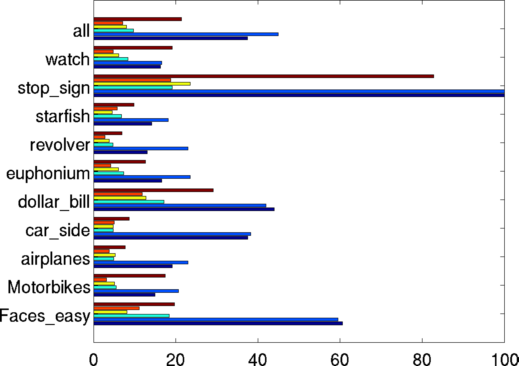 all
watch
stop_sign
starfish
revolver
euphonium
dollar_bill
car_side
airplanes
Motorbikes
Faces_easy
0 20 40 60 80 100